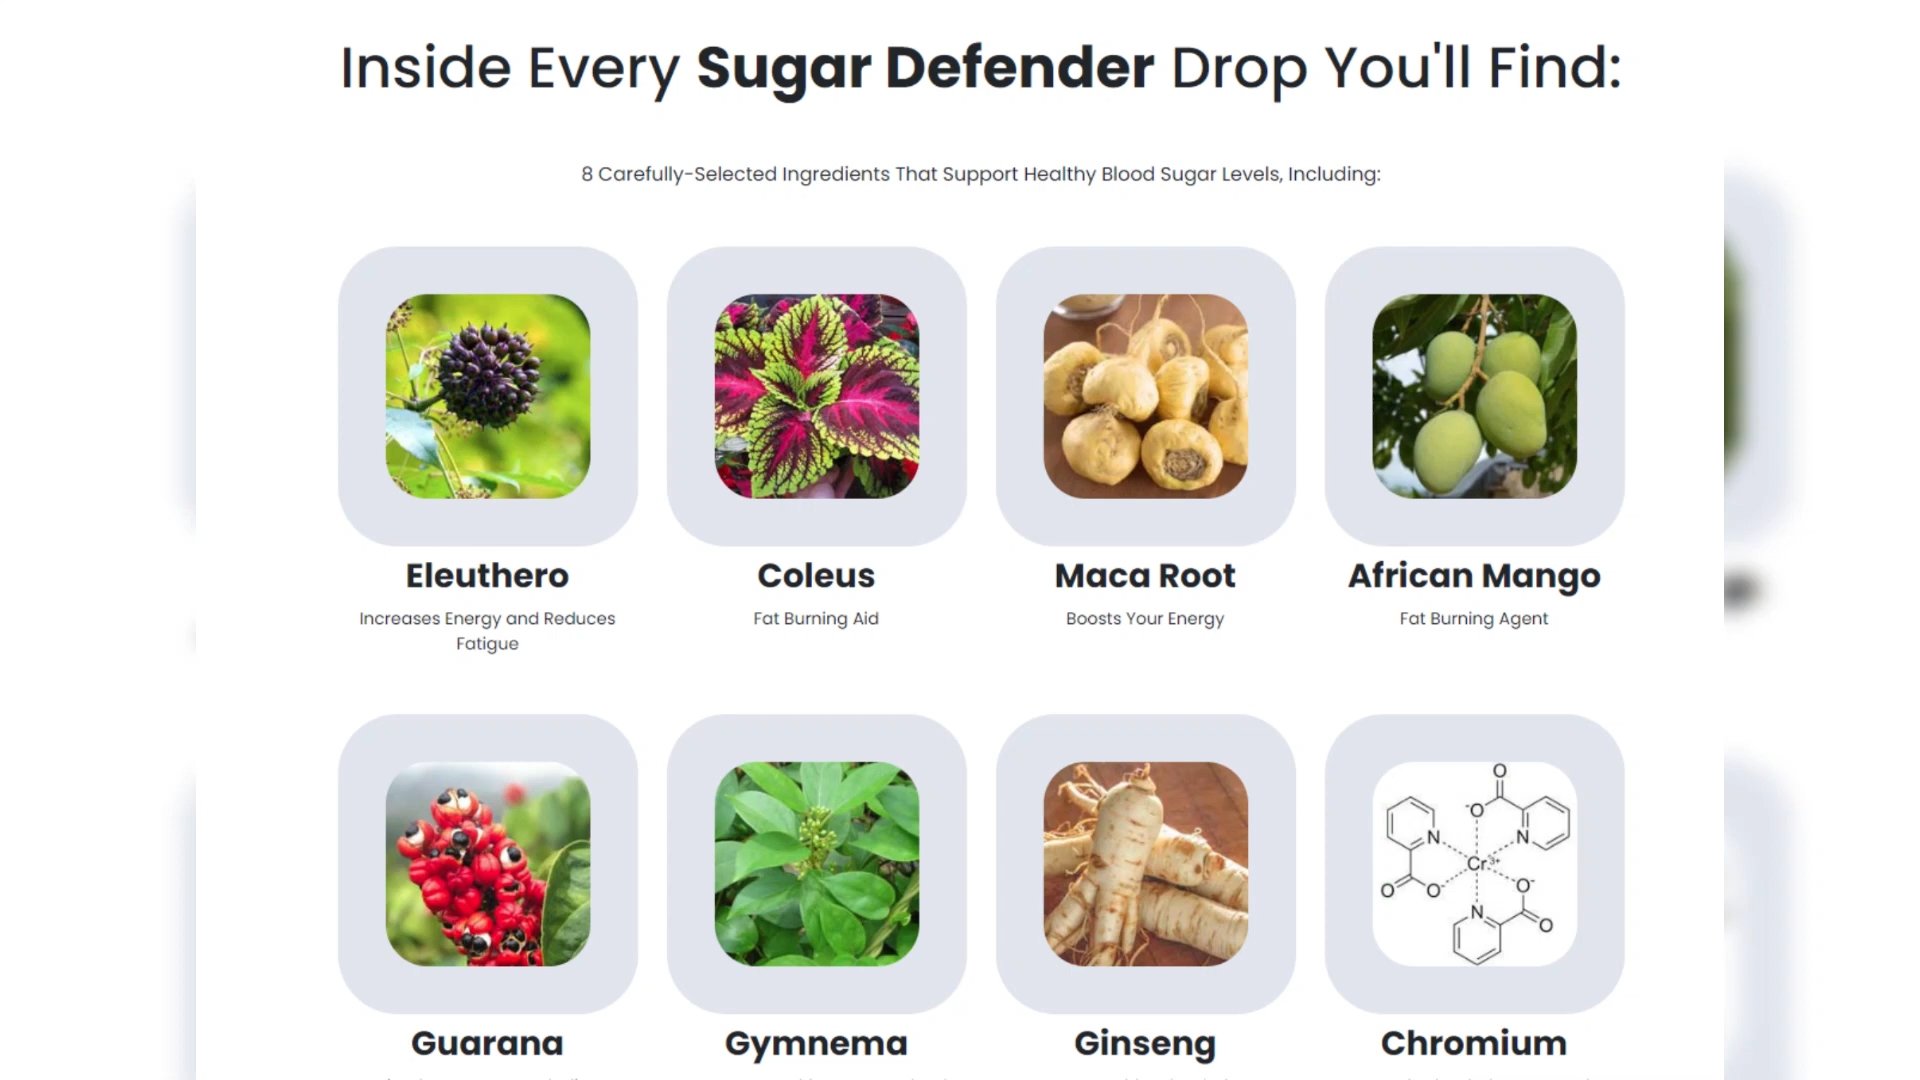 Inside Every Sugar Defender Drop You'll Find:
8 Carefully-Selected Ingredients That Support Healthy Blood Sugar Levels, Including:
Eleuthero
Increases Energy and Reduces
Fatigue
Coleus
Fat Burning Aid
Maca Root
Boosts Your Energy
African Mango
Fat Burning Agent
Guarana
Gymnema
Ginseng
O
-O
N
N
Cr3+
O
O-
O-
N
O
Chromium